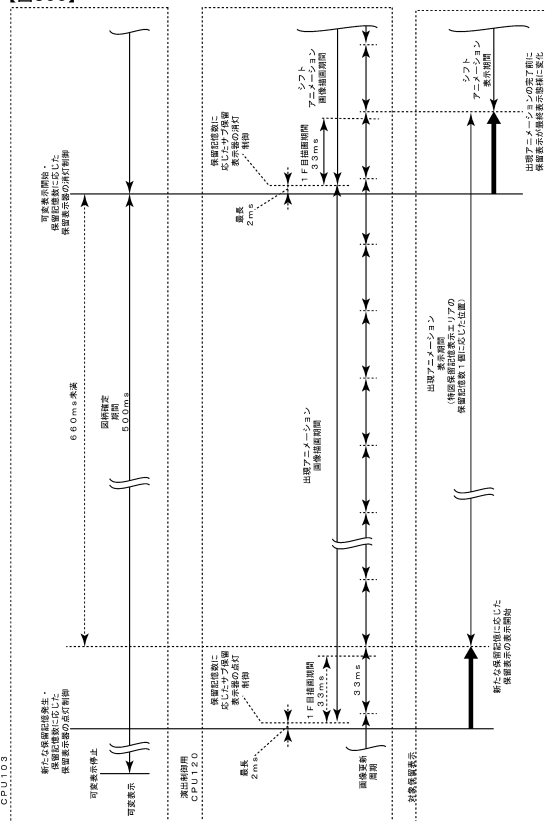 CPU103
新たな保留記憶発生・
保留記憶数に応じた
保留表示器の点灯制御
可変表示停止
可変表示
660ms未満
図柄確定
期間
500ms
可変表示開始・
保留記憶数に応じた
保留表示器の消灯制御
演出制御用
CPU120
最長
2ms
保留記憶数に
応じたサブ保留
表示器の点灯
制御
1F目描画期間
33ms
33ms
画像更新
周期
出現アニメーション
画像描画期間
最長
2ms
保留記憶数に
応じたサブ保留
表示器の消灯
制御
1F目描画期間
33ms
シフト
アニメーション
画像描画期間
対象保留表示
新たな保留記憶に応じた
保留表示の表示開始
出現アニメーション
表示期間
(特図保留記憶表示エリアの
保留記憶数1個に応じた位置)
シフト
アニメーション
表示期間
出現アニメーションの完了前に
保留表示が最終表示態様に変化